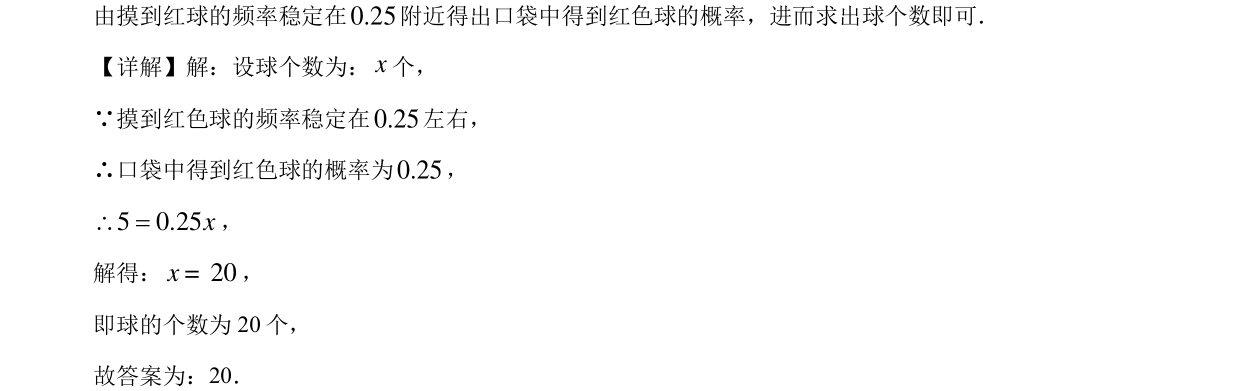 由摸到红球的频率稳定在0.25附近得出口袋中得到红色球的概率，进而求出球个数即可．
【详解】解：设球个数为：x个，
∵摸到红色球的频率稳定在0.25左右，
∴口袋中得到红色球的概率为0.25，
∴5＝0.25x，
解得：x= 20，
即球的个数为 20 个，
故答案为：20．